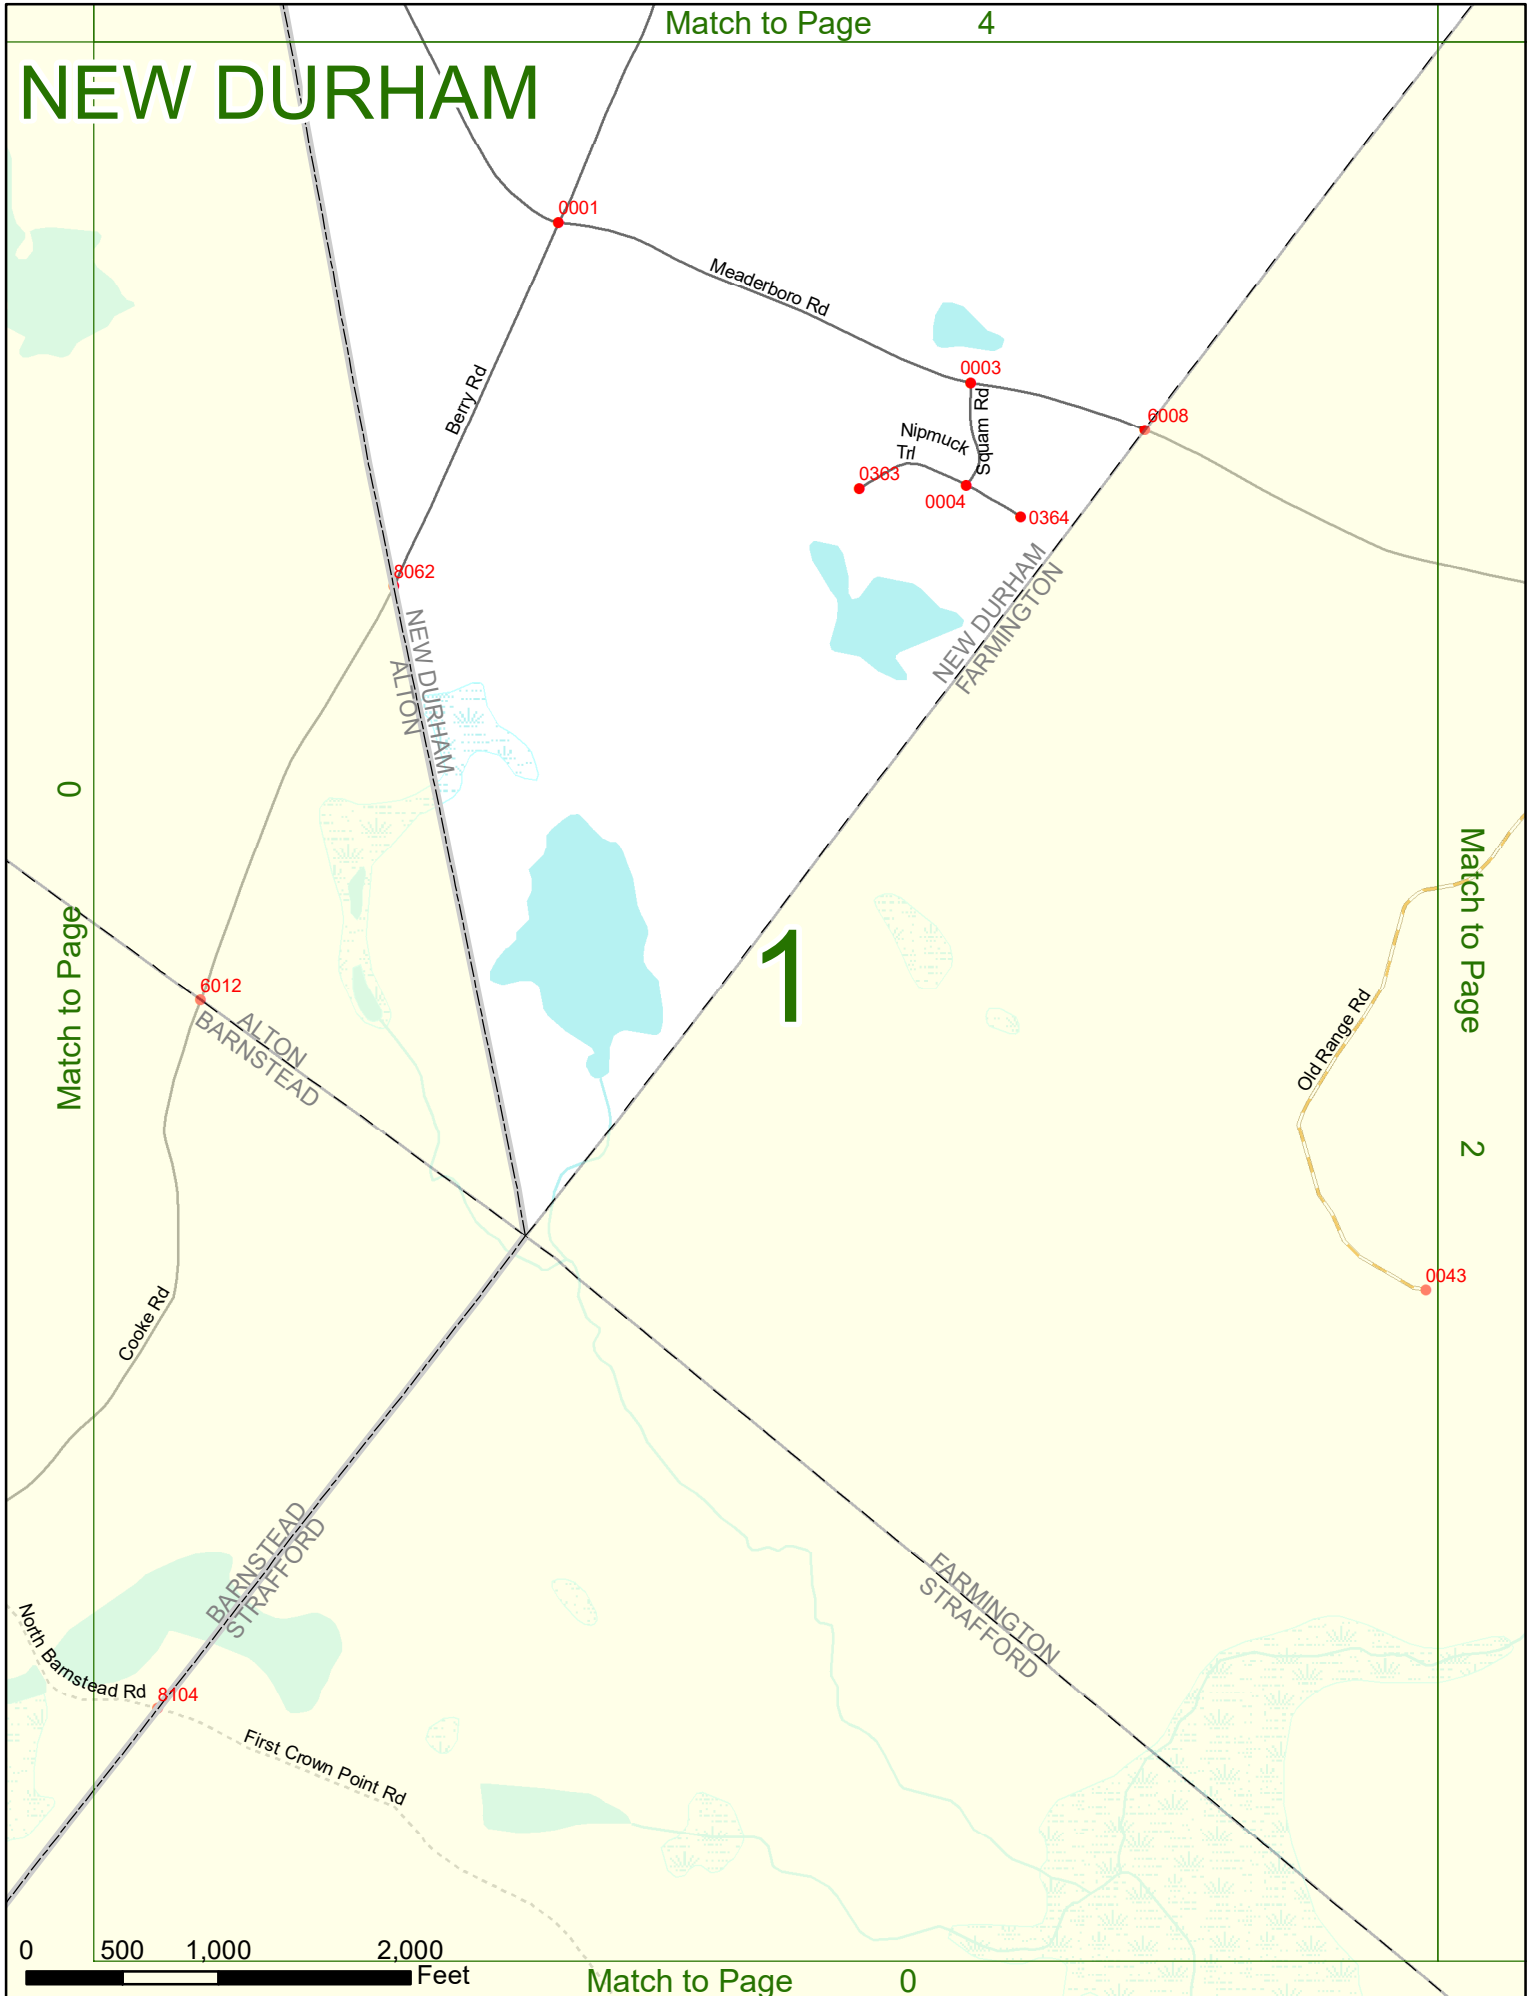 Match to Page 4
NEW DURHAM
0001
Meaderboro Rd
0003
6008
Berry Rd
Squam Rd
Nipmuck
Trl
0363
0004
0364
8062
NEW DURHAM
FARMINGTON
NEW DURHAM
ALTON
Match to Page 0
Match to Page 2
1
6012
ALTON
BARNSTEAD
Old Range Rd
0043
Cooke Rd
BARNSTEAD
STRAFFORD
FARMINGTON
STRAFFORD
North Barnstead Rd
8104
First Crown Point Rd
0 500 1,000 2,000
Feet
Match to Page 0